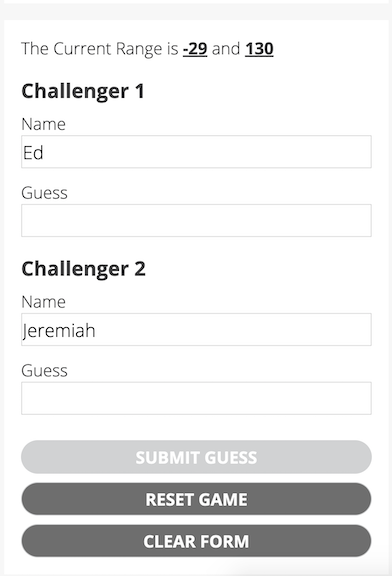 The Current Range is -29 and 130
Challenger 1
Name
Ed
Guess
Challenger 2
Name
Jeremiah
Guess
SUBMIT GUESS
RESET GAME
CLEAR FORM